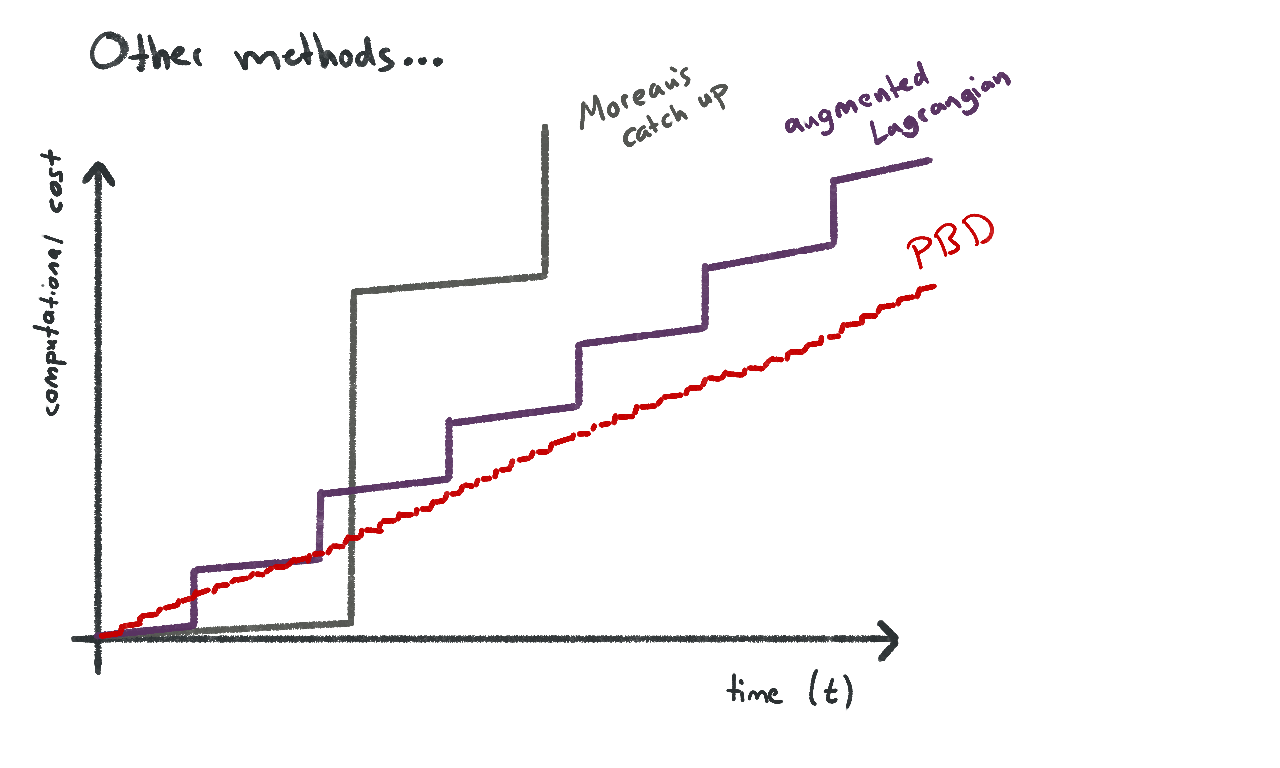 Other methods...
Moreau's
catch up
augmented
Lagrangian
PBD
computational cost
time (t)